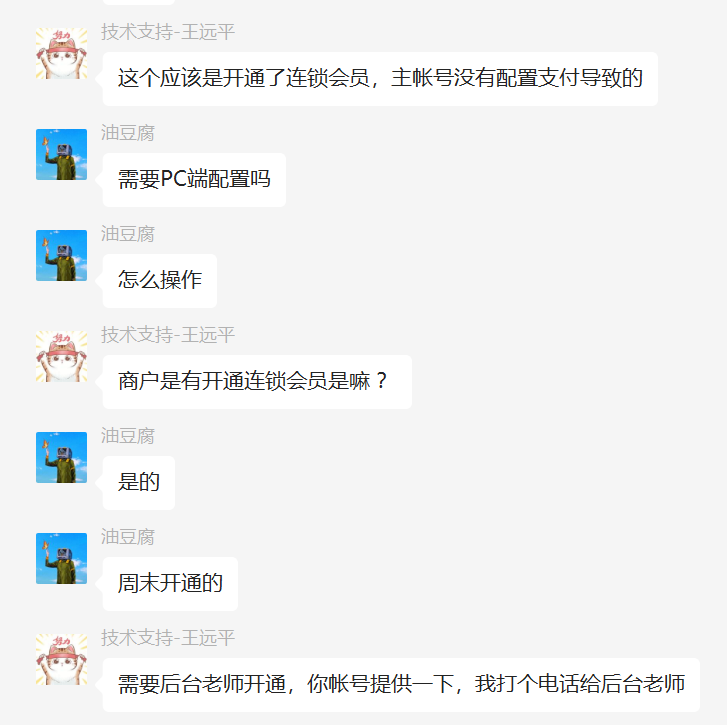 技术支持-王远平
这个应该是开通了连锁会员，主帐号没有配置支付导致的
油豆腐
需要PC端配置吗
油豆腐
怎么操作
努力
技术支持-王远平
商户是有开通连锁会员是嘛？
油豆腐
是的
油豆腐
周末开通的
努力
技术支持-王远平
需要后台老师开通，你帐号提供一下，我打个电话给后台老师